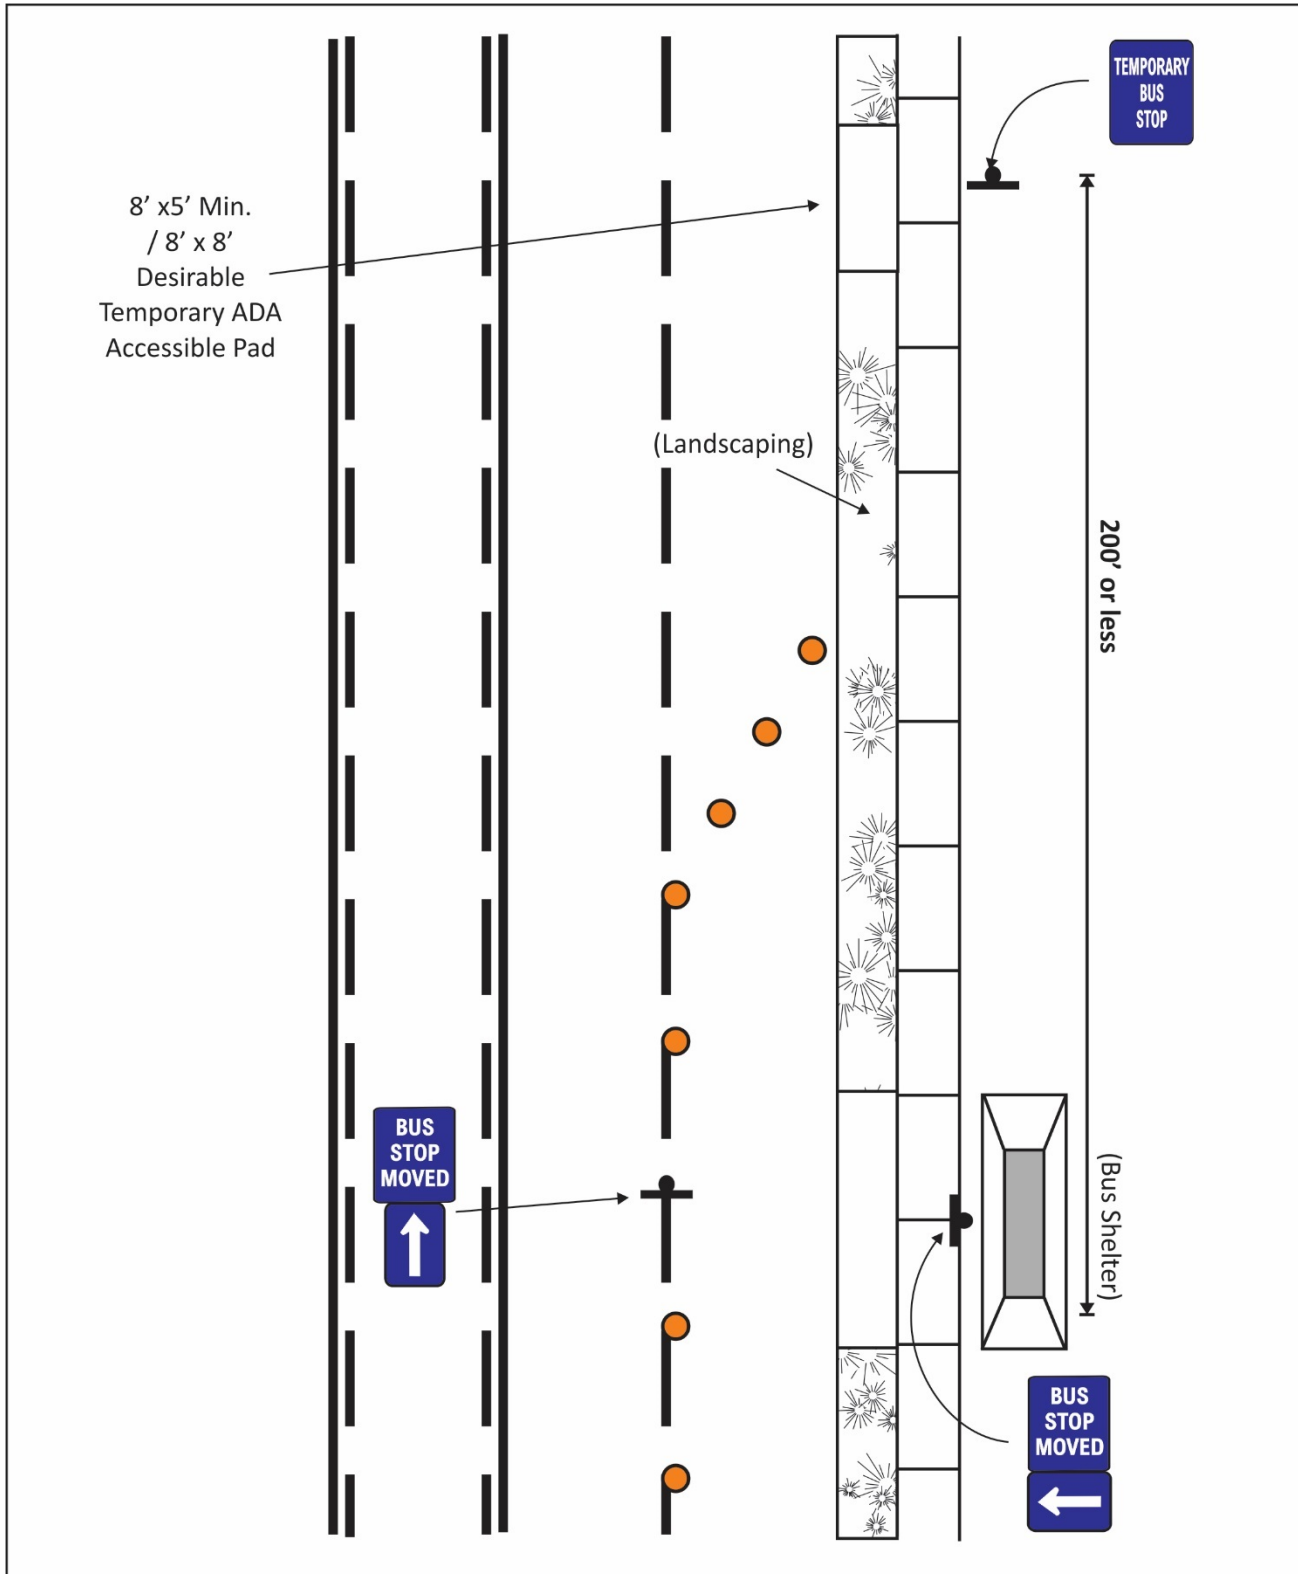 TEMPORARY
BUS
STOP
8’ x5’ Min.
/ 8’ x 8’
Desirable
Temporary ADA
Accessible Pad
(Landscaping)
200’ or less
BUS
STOP
MOVED
(Bus Shelter)
BUS
STOP
MOVED